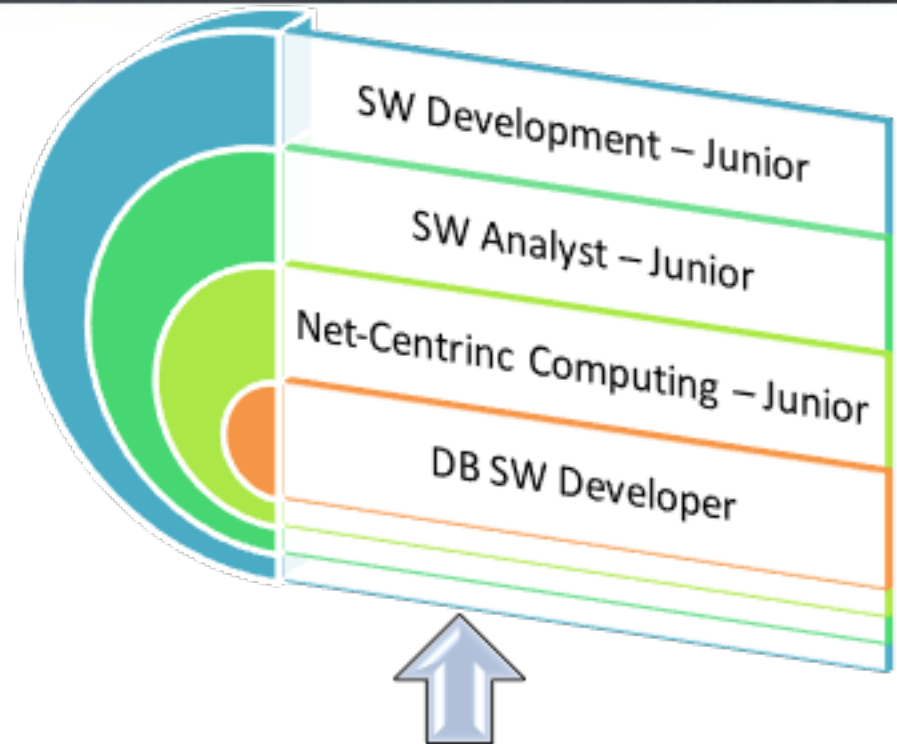 SW Development – Junior
SW Analyst – Junior
Net-Centrinc Computing – Junior
DB SW Developer